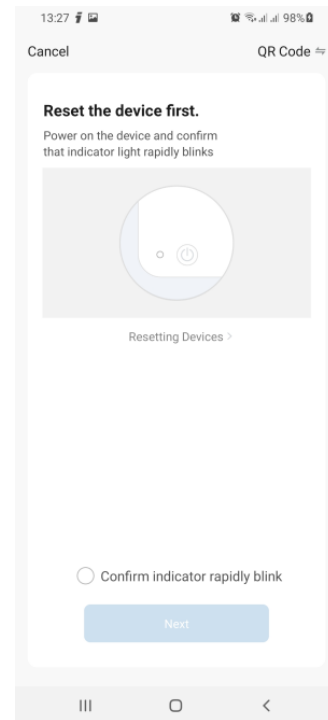 13:27 98%
Cancel QR Code
Reset the device first.
Power on the device and confirm
that indicator light rapidly blinks
Resetting Devices >
Confirm indicator rapidly blink
Next